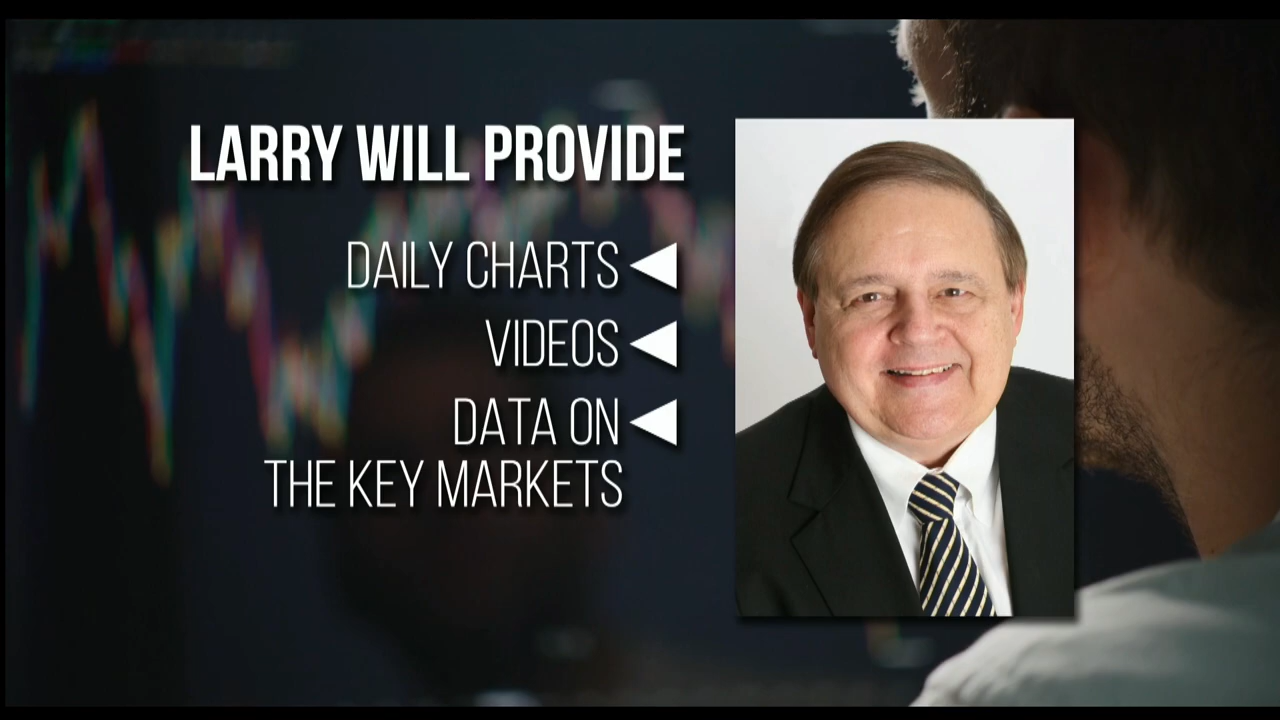 LARRY WILL PROVIDE
DAILY CHARTS
VIDEOS
DATA ON
THE KEY MARKETS